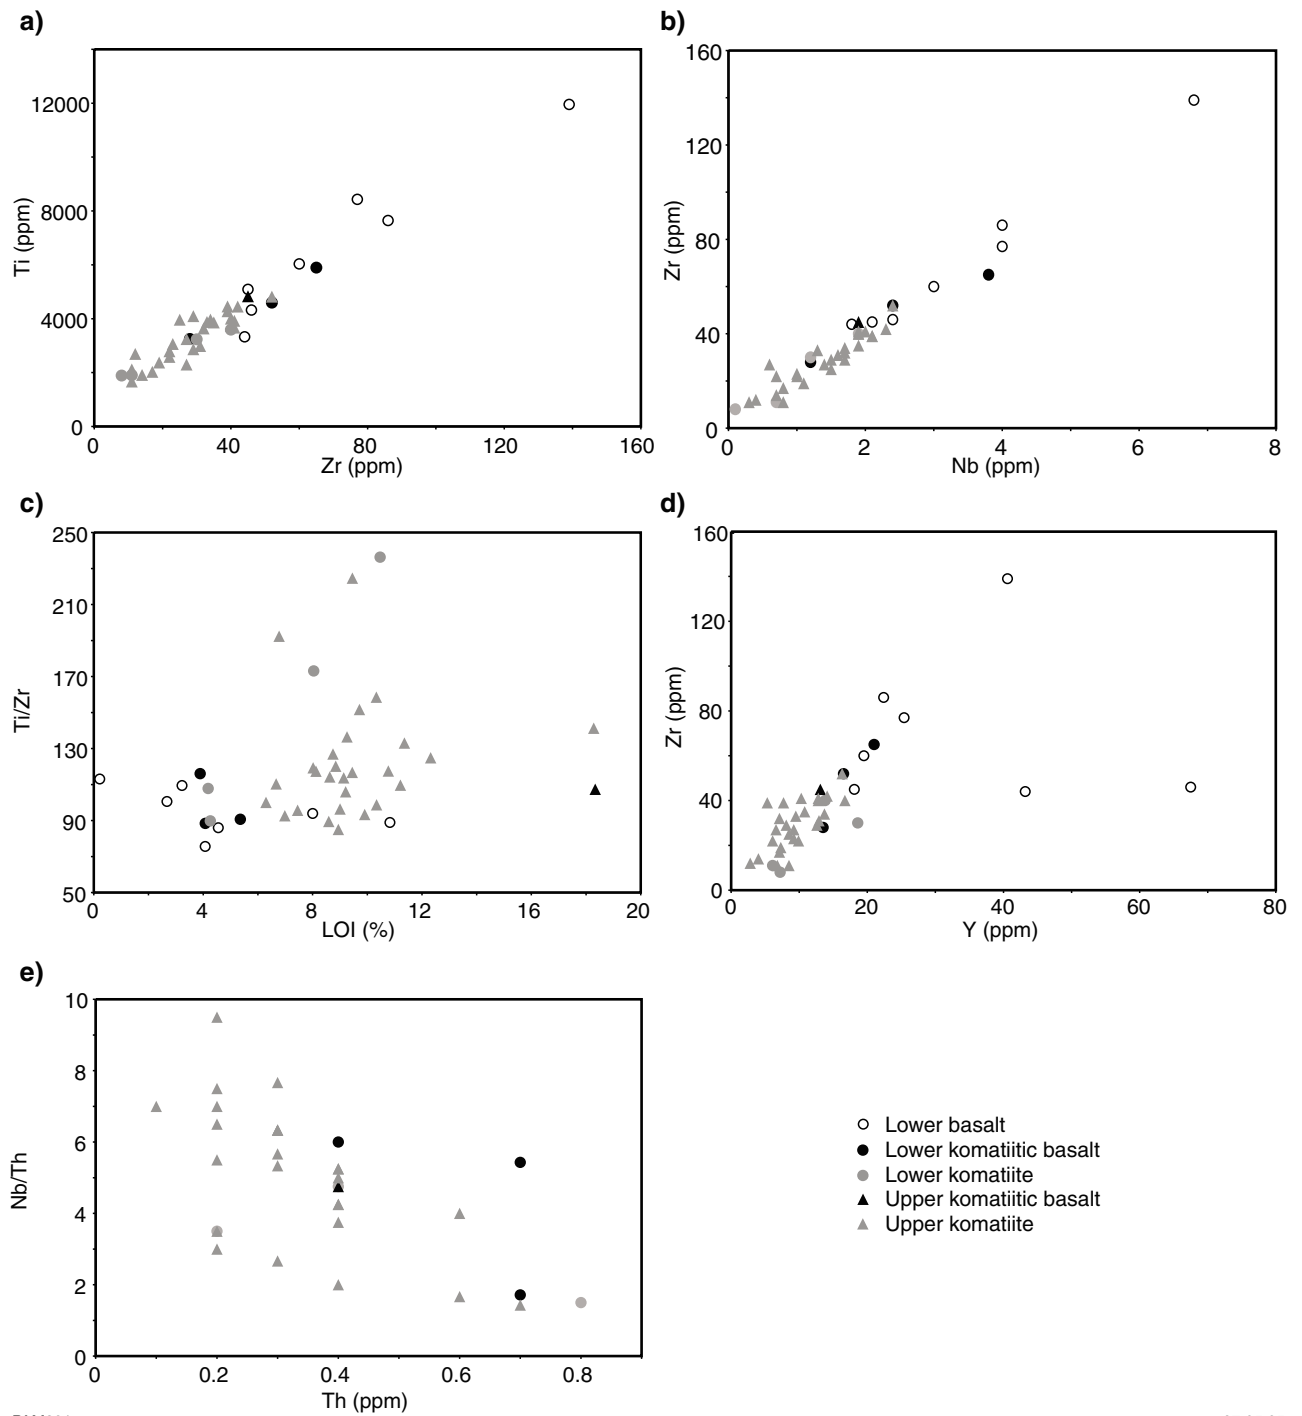 a)
12000
8000
4000
0
Ti (ppm)
0 40 80 120 160
Zr (ppm)
b)
160
120
80
40
0
Zr (ppm)
0 2 4 6 8
Nb (ppm)
c)
250
210
170
130
90
50
Ti/Zr
0 4 8 12 16 20
LOI (%)
d)
160
120
80
40
0
Zr (ppm)
0 20 40 60 80
Y (ppm)
e)
10
8
6
4
2
0
Nb/Th
0 0.2 0.4 0.6 0.8
Th (ppm)
Lower basalt
Lower komatiitic basalt
Lower komatiite
Upper komatiitic basalt
Upper komatiite